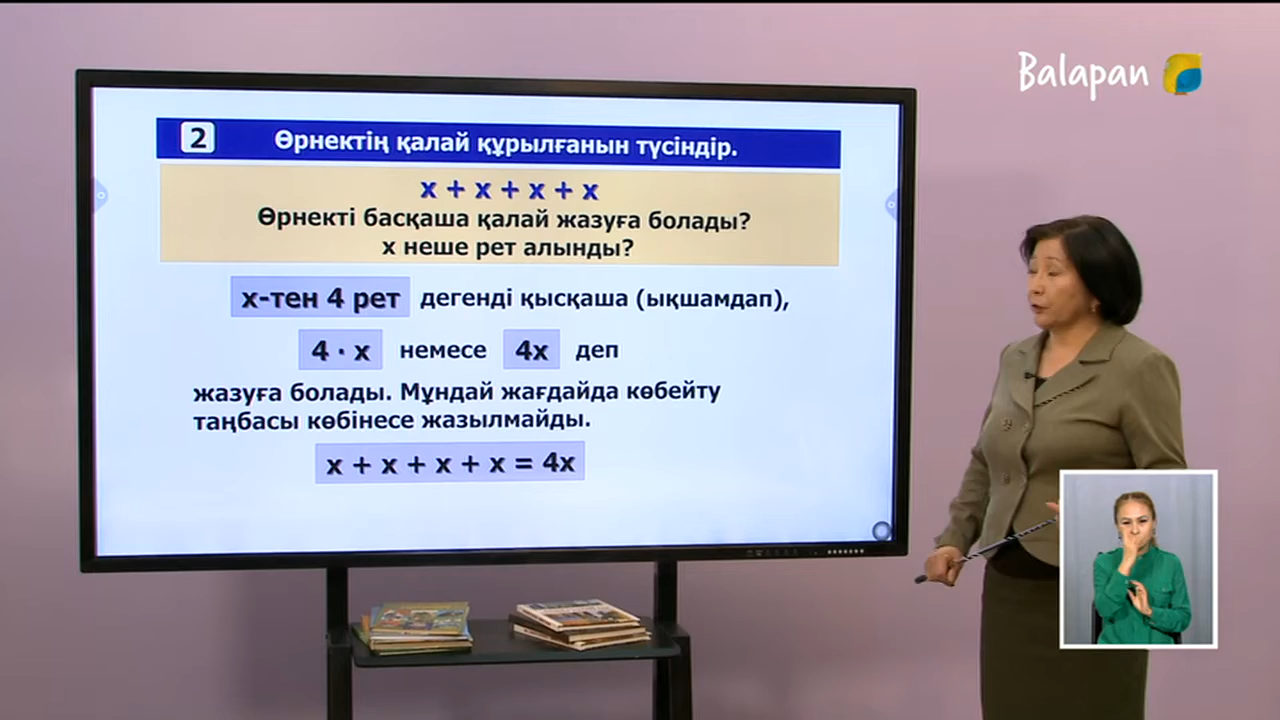 Balapan
2 Өрнектің қалай құрылғанын түсіндір.
x + x + x + x
Өрнекті басқаша қалай жазуға болады?
x неше рет алынды?
x-тен 4 рет дегенді қысқаша (ықшамдап),
4 · x немесе 4x деп
жазуға болады. Мұндай жағдайда көбейту
таңбасы көбінесе жазылмайды.
x + x + x + x = 4x